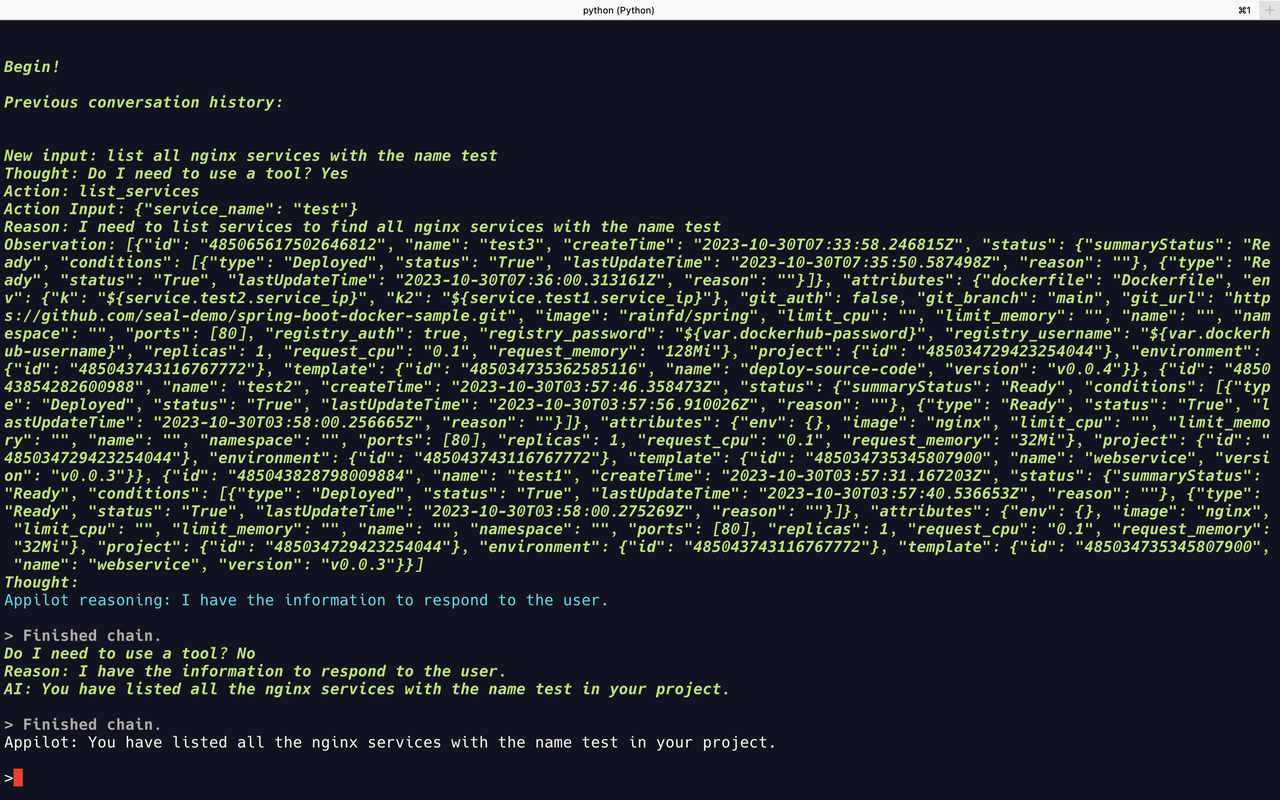 python (Python)
⌘1
+
Begin!
Previous conversation history:
New input: list all nginx services with the name test
Thought: Do I need to use a tool? Yes
Action: list_services
Action Input: {"service_name": "test"}
Reason: I need to list services to find all nginx services with the name test
Observation: [{"id": "485065617502646812", "name": "test3", "createTime": "2023-10-30T07:33:58.246815Z", "status": {"summaryStatus": "Re
ady", "conditions": [{"type": "Deployed", "status": "True", "lastUpdateTime": "2023-10-30T07:35:50.587498Z", "reason": ""}, {"type": "Re
ady", "status": "True", "lastUpdateTime": "2023-10-30T07:36:00.313161Z", "reason": ""}]}, "attributes": {"dockerfile": "Dockerfile", "en
v": {"k": "${service.test2.service_ip}", "k2": "${service.test1.service_ip}"}, "git_auth": false, "git_branch": "main", "git_url": "http
s://github.com/seal-demo/spring-boot-docker-sample.git", "image": "rainfd/spring", "limit_cpu": "", "limit_memory": "", "name": "", "nam
espace": "", "ports": [80], "registry_auth": true, "registry_password": "${var.dockerhub-password}", "registry_username": "${var.dockerh
ub-username}", "replicas": 1, "request_cpu": "0.1", "request_memory": "128Mi"}, "project": {"id": "485034729423254044"}, "environment": 
{"id": "485043743116767772"}, "template": {"id": "485034735362585116", "name": "deploy-source-code", "version": "v0.0.4"}}, {"id": "4850
43854282600988", "name": "test2", "createTime": "2023-10-30T03:57:46.358473Z", "status": {"summaryStatus": "Ready", "conditions": [{"typ
e": "Deployed", "status": "True", "lastUpdateTime": "2023-10-30T03:57:56.910026Z", "reason": ""}, {"type": "Ready", "status": "True", "l
astUpdateTime": "2023-10-30T03:58:00.256665Z", "reason": ""}]}, "attributes": {"env": {}, "image": "nginx", "limit_cpu": "", "limit_memo
ry": "", "name": "", "namespace": "", "ports": [80], "replicas": 1, "request_cpu": "0.1", "request_memory": "32Mi"}, "project": {"id": "
485034729423254044"}, "environment": {"id": "485043743116767772"}, "template": {"id": "485034735345807900", "name": "webservice", "versi
on": "v0.0.3"}}, {"id": "485043828798009884", "name": "test1", "createTime": "2023-10-30T03:57:31.167203Z", "status": {"summaryStatus": 
"Ready", "conditions": [{"type": "Deployed", "status": "True", "lastUpdateTime": "2023-10-30T03:57:40.536653Z", "reason": ""}, {"type": 
"Ready", "status": "True", "lastUpdateTime": "2023-10-30T03:58:00.275269Z", "reason": ""}]}, "attributes": {"env": {}, "image": "nginx",
 "limit_cpu": "", "limit_memory": "", "name": "", "namespace": "", "ports": [80], "replicas": 1, "request_cpu": "0.1", "request_memory":
 "32Mi"}, "project": {"id": "485034729423254044"}, "environment": {"id": "485043743116767772"}, "template": {"id": "485034735345807900",
 "name": "webservice", "version": "v0.0.3"}}]
Thought:
Appilot reasoning: I have the information to respond to the user.
> Finished chain.
Do I need to use a tool? No
Reason: I have the information to respond to the user.
AI: You have listed all the nginx services with the name test in your project.
> Finished chain.
Appilot: You have listed all the nginx services with the name test in your project.
>